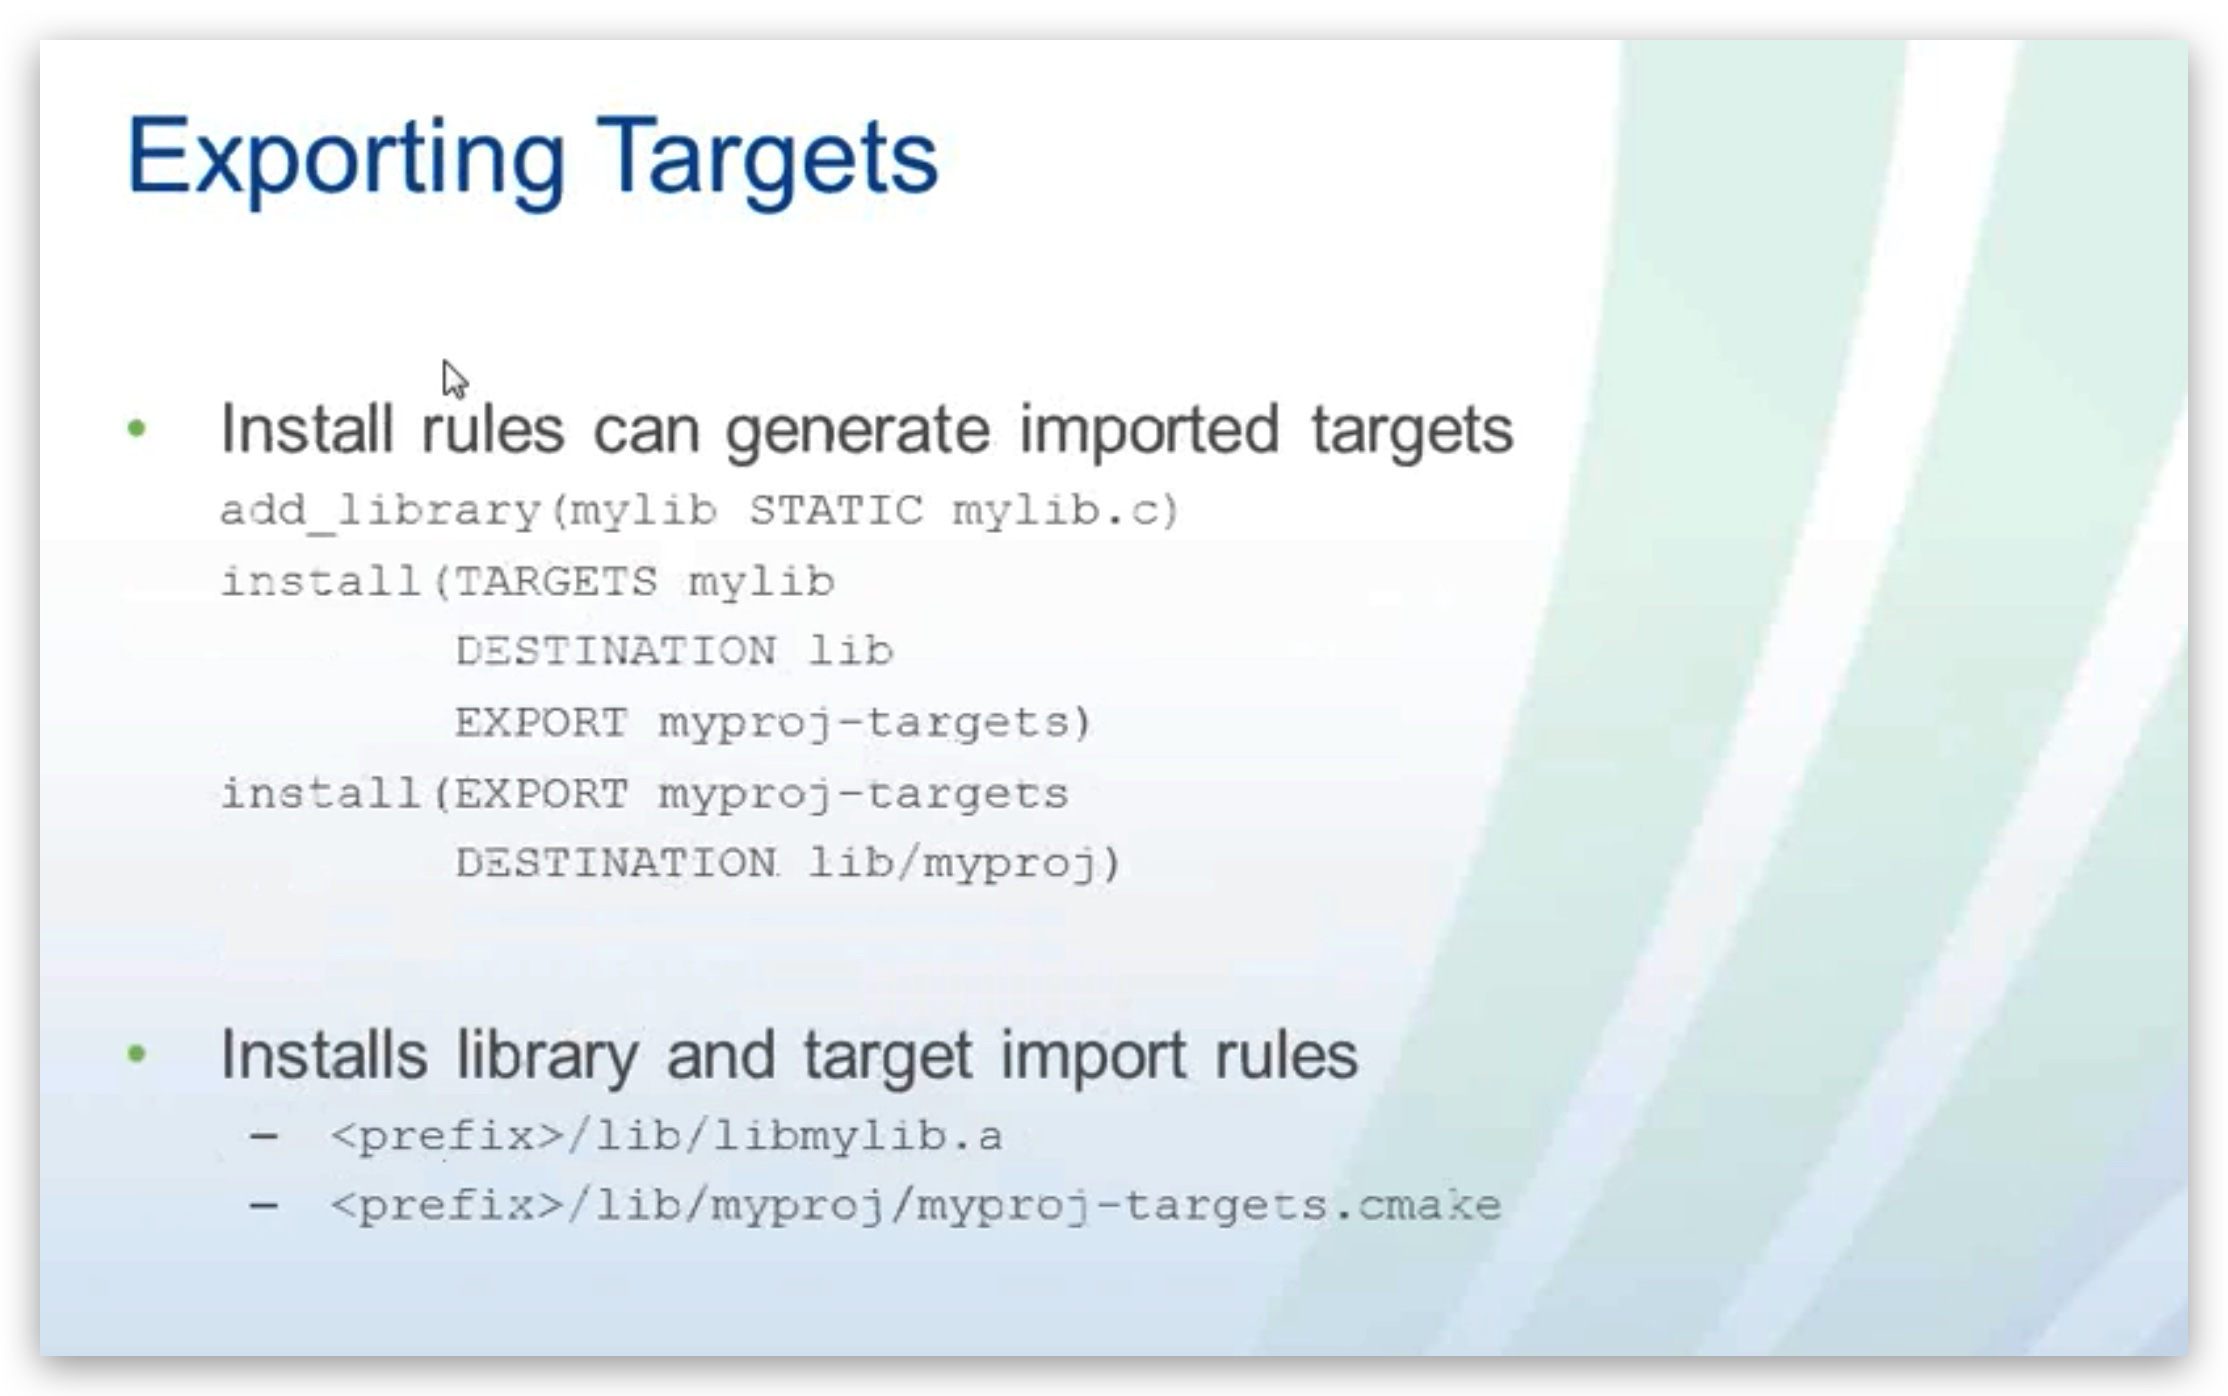 Exporting Targets
• Install rules can generate imported targets
add_library(mylib STATIC mylib.c)
install(TARGETS mylib
DESTINATION lib
EXPORT myproj-targets)
install(EXPORT myproj-targets
DESTINATION lib/myproj)
• Installs library and target import rules
– <prefix>/lib/libmylib.a
– <prefix>/lib/myproj/myproj-targets.cmake